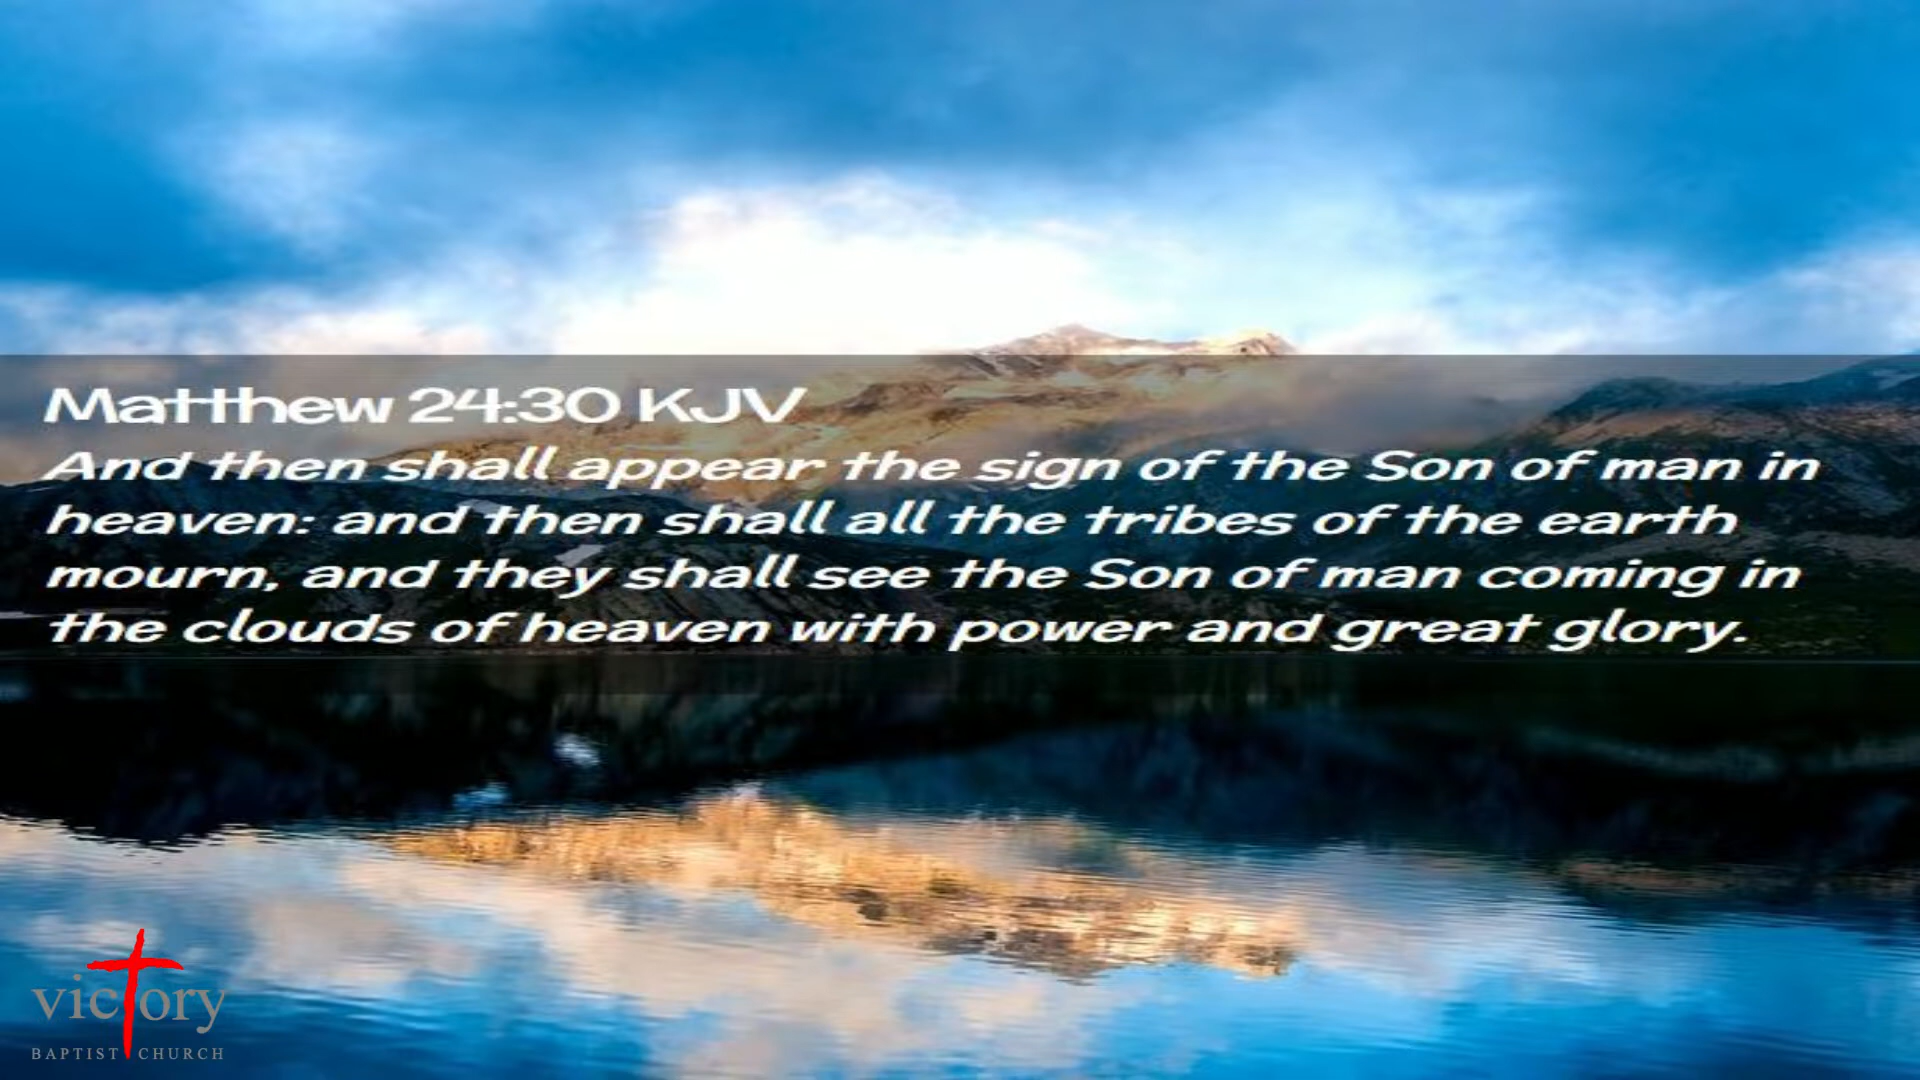 Matthew 24:30 KJV
And then shall appear the sign of the Son of man in
heaven: and then shall all the tribes of the earth
mourn, and they shall see the Son of man coming in
the clouds of heaven with power and great glory.
victory
BAPTIST CHURCH